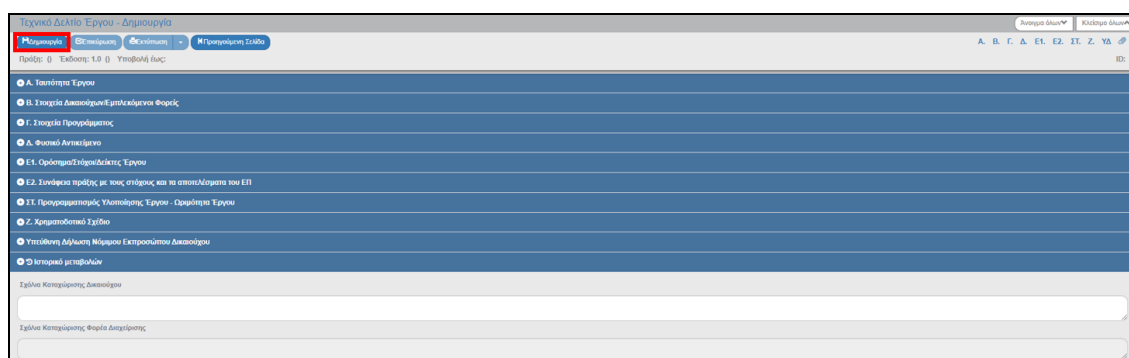 Τεχνικό Δελτίο Έργου - Δημιουργία
Άνοιγμα όλων Κλείσιμο όλων
Δημιουργία Επικύρωση Εκτύπωση Προηγούμενη Σελίδα Α. Β. Γ. Δ. Ε1. Ε2. ΣΤ. Ζ. ΥΔ
Πράξη: () Έκδοση: 1.0 () Υποβολή έως: ID:
Α. Ταυτότητα Έργου
Β. Στοιχεία Δικαιούχων/Εμπλεκόμενοι Φορείς
Γ. Στοιχεία Προγράμματος
Δ. Φυσικό Αντικείμενο
Ε1. Ορόσημα/Στόχοι/Δείκτες Έργου
Ε2. Συνάφεια πράξης με τους στόχους και τα αποτελέσματα του ΕΠ
ΣΤ. Προγραμματισμός Υλοποίησης Έργου - Ωριμότητα Έργου
Ζ. Χρηματοδοτικό Σχέδιο
Υπεύθυνη Δήλωση Νόμιμου Εκπροσώπου Δικαιούχου
Ιστορικό μεταβολών
Σχόλια Καταχώρισης Δικαιούχου
Σχόλια Καταχώρισης Φορέα Διαχείρισης